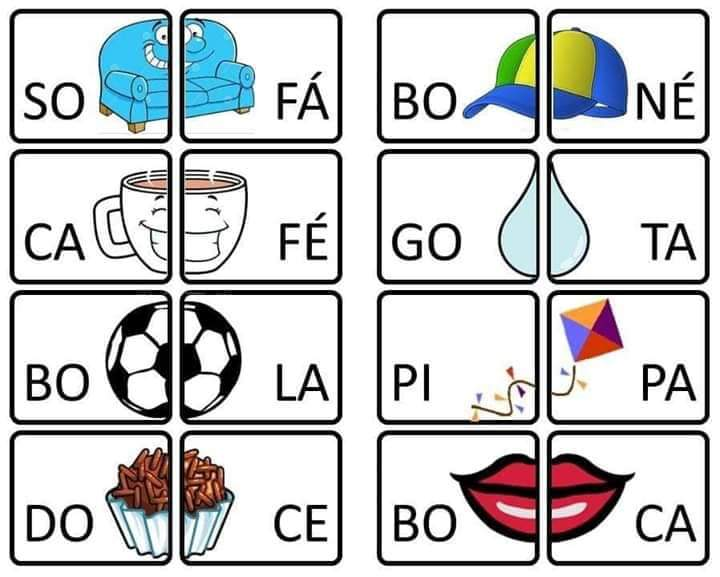 SO FÁ BO NÉ
CA FÉ GO TA
BO LA PI PA
DO CE BO CA